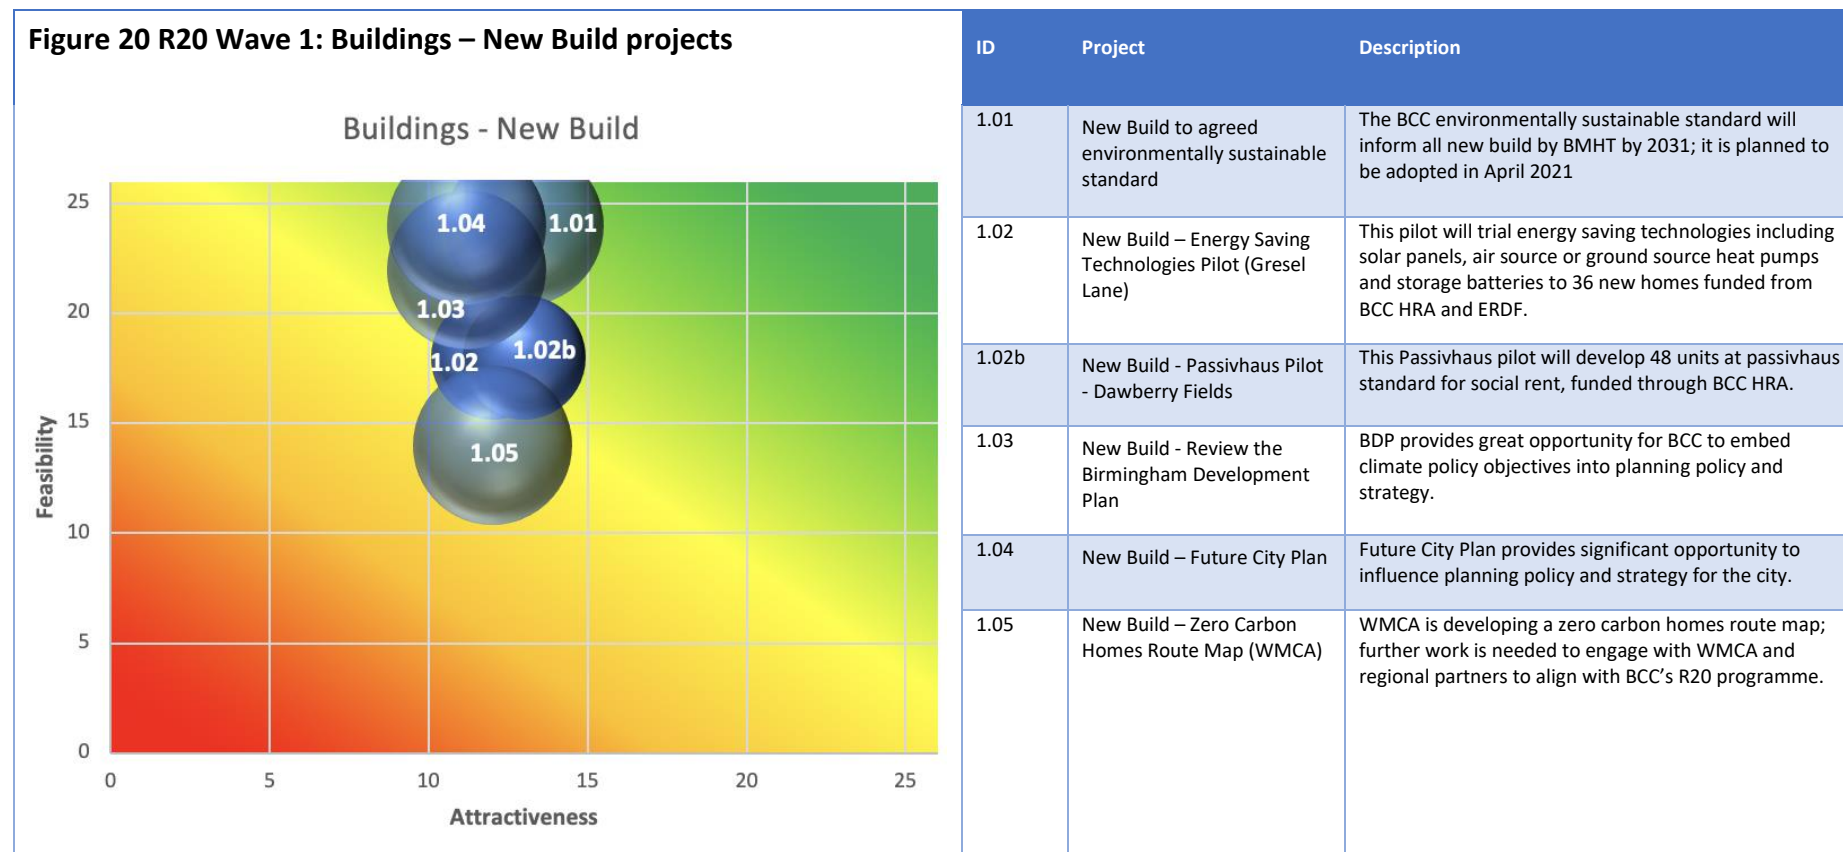 Figure 20 R20 Wave 1: Buildings – New Build projects
Buildings - New Build
25
20
15
10
5
0
Feasibility
0
5
10
15
20
25
Attractiveness
1.04
1.01
1.03
1.02
1.02b
1.05
ID
Project
Description
1.01
New Build to agreed
environmentally sustainable
standard
The BCC environmentally sustainable standard will
inform all new build by BMHT by 2031; it is planned to
be adopted in April 2021
1.02
New Build – Energy Saving
Technologies Pilot (Gresel
Lane)
This pilot will trial energy saving technologies including
solar panels, air source or ground source heat pumps
and storage batteries to 36 new homes funded from
BCC HRA and ERDF.
1.02b
New Build - Passivhaus Pilot
- Dawberry Fields
This Passivhaus pilot will develop 48 units at passivhaus
standard for social rent, funded through BCC HRA.
1.03
New Build - Review the
Birmingham Development
Plan
BDP provides great opportunity for BCC to embed
climate policy objectives into planning policy and
strategy.
1.04
New Build – Future City Plan
Future City Plan provides significant opportunity to
influence planning policy and strategy for the city.
1.05
New Build – Zero Carbon
Homes Route Map (WMCA)
WMCA is developing a zero carbon homes route map;
further work is needed to engage with WMCA and
regional partners to align with BCC’s R20 programme.